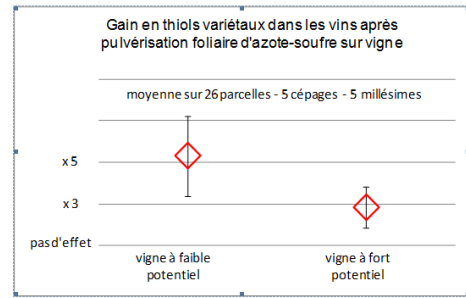 Gain en thiols variétaux dans les vins après
pulvérisation foliaire d'azote-soufre sur vigne
moyenne sur 26 parcelles - 5 cépages - 5 millésimes
x 5
x 3
pas d'effet
vigne à faible
potentiel
vigne à fort
potentiel